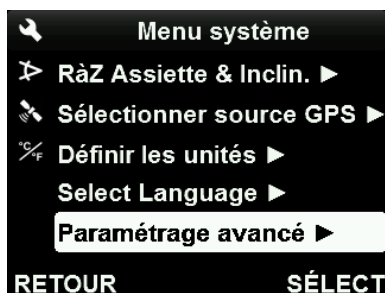 Menu système
RàZ Assiette & Inclin. ►
Sélectionner source GPS ►
°C/°F Définir les unités ►
Select Language ►
Paramétrage avancé ►
RETOUR SÉLECT